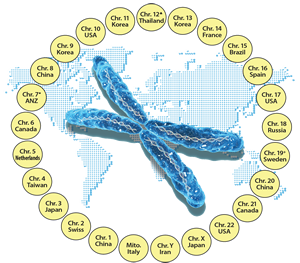 Chr. 1
China
Chr. 2
Swiss
Chr. 3
Japan
Chr. 4
Taiwan
Chr. 5
Netherlands
Chr. 6
Canada
Chr. 7*
ANZ
Chr. 8
China
Chr. 9
Korea
Chr. 10
USA
Chr. 11
Korea
Chr. 12*
Thailand
Chr. 13
Korea
Chr. 14
France
Chr. 15
Brazil
Chr. 16
Spain
Chr. 17
USA
Chr. 18
Russia
Chr. 19*
Sweden
Chr. 20
China
Chr. 21
Canada
Chr. 22
USA
Chr. X
Japan
Chr. Y
Iran
Mito.
Italy